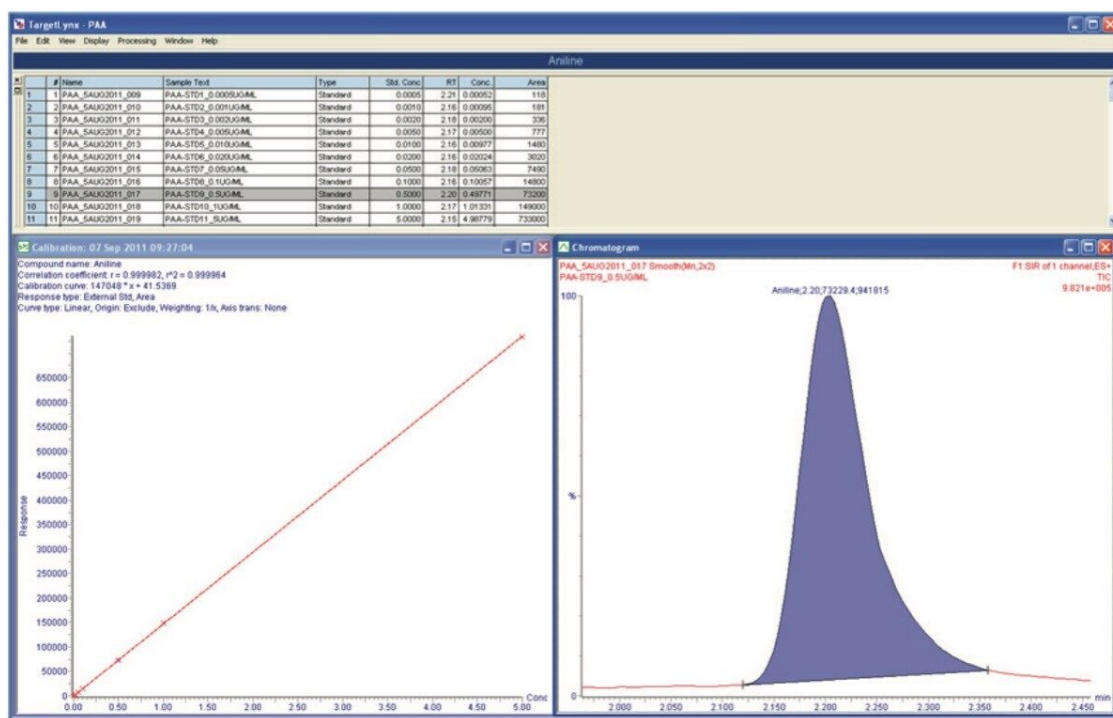 TargetLynx - PAA
File Edit View Display Processing Window Help
Aniline
# Name Sample Text Type Std. Conc RT Conc. Area
1 1 PAA_5AUG2011_009 PAA-STD1_0.0005UG/ML Standard 0.0005 2.21 0.00052 118
2 2 PAA_5AUG2011_010 PAA-STD2_0.001UG/ML Standard 0.0010 2.16 0.00095 181
3 3 PAA_5AUG2011_011 PAA-STD3_0.002UG/ML Standard 0.0020 2.18 0.00200 336
4 4 PAA_5AUG2011_012 PAA-STD4_0.005UG/ML Standard 0.0050 2.17 0.00500 777
5 5 PAA_5AUG2011_013 PAA-STD5_0.010UG/ML Standard 0.0100 2.16 0.00977 1480
6 6 PAA_5AUG2011_014 PAA-STD6_0.020UG/ML Standard 0.0200 2.16 0.02024 3020
7 7 PAA_5AUG2011_015 PAA-STD7_0.05UG/ML Standard 0.0500 2.18 0.05063 7490
8 8 PAA_5AUG2011_016 PAA-STD8_0.1UG/ML Standard 0.1000 2.16 0.10057 14800
9 9 PAA_5AUG2011_017 PAA-STD9_0.5UG/ML Standard 0.5000 2.20 0.49771 73200
10 10 PAA_5AUG2011_018 PAA-STD10_1UG/ML Standard 1.0000 2.17 1.01331 149000
11 11 PAA_5AUG2011_019 PAA-STD11_5UG/ML Standard 5.0000 2.15 4.98779 733000
Calibration: 07 Sep 2011 09:27:04
Compound name: Aniline
Correlation coefficient: r = 0.999982, r^2 = 0.999964
Calibration curve: 147048 * x + 41.5369
Response type: External Std, Area
Curve type: Linear, Origin: Exclude, Weighting: 1/x, Axis trans: None
650000
600000
550000
500000
450000
400000
350000
300000
250000
200000
150000
100000
50000
0
Response
0.00 0.50 1.00 1.50 2.00 2.50 3.00 3.50 4.00 4.50 5.00
Conc
Chromatogram
PAA_5AUG2011_017 Smooth(Mn,2x2)
PAA-STD9_0.5UG/ML
F1:SIR of 1 channel,ES+
TIC
9.821e+005
Aniline;2.20;73229.4;941815
100
%
0
2.000 2.050 2.100 2.150 2.200 2.250 2.300 2.350 2.400 2.450
min